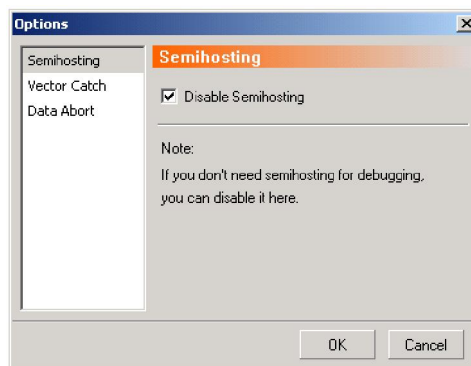 Options
Semihosting
Vector Catch
Data Abort
Semihosting
Disable Semihosting
Note:
If you don't need semihosting for debugging,
you can disable it here.
OK
Cancel